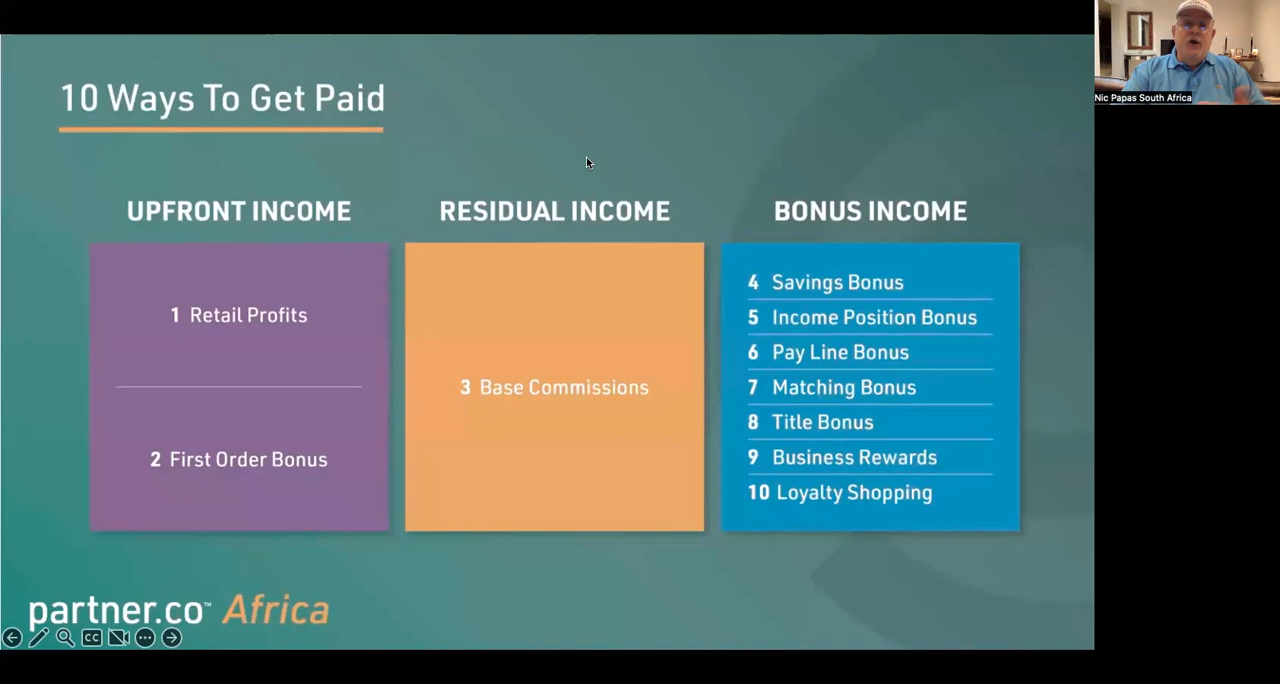 10 Ways To Get Paid
UPFRONT INCOME
1 Retail Profits
2 First Order Bonus
RESIDUAL INCOME
3 Base Commissions
BONUS INCOME
4 Savings Bonus
5 Income Position Bonus
6 Pay Line Bonus
7 Matching Bonus
8 Title Bonus
9 Business Rewards
10 Loyalty Shopping
partner.co™ Africa
CC
Nic Papas South Africa